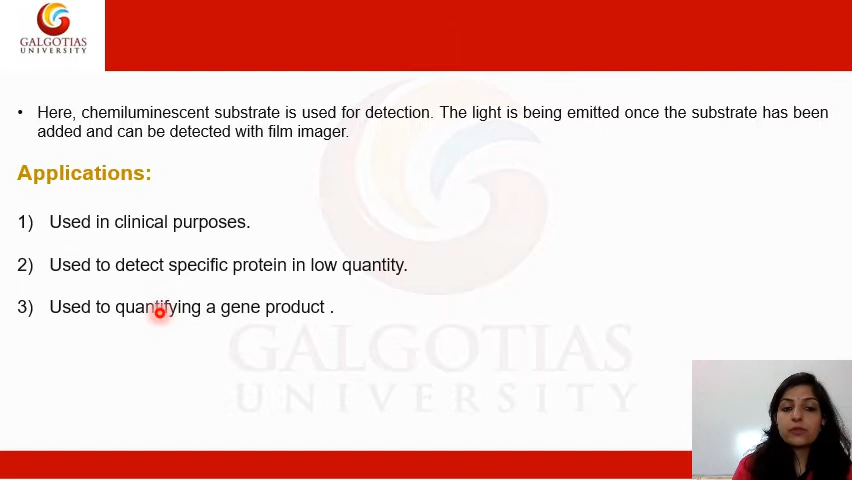 GALGOTIAS
UNIVERSITY
• Here, chemiluminescent substrate is used for detection. The light is being emitted once the substrate has been
added and can be detected with film imager.
Applications:
1) Used in clinical purposes.
2) Used to detect specific protein in low quantity.
3) Used to quantifying a gene product .
GALGOTIAS
UNIVERSITY